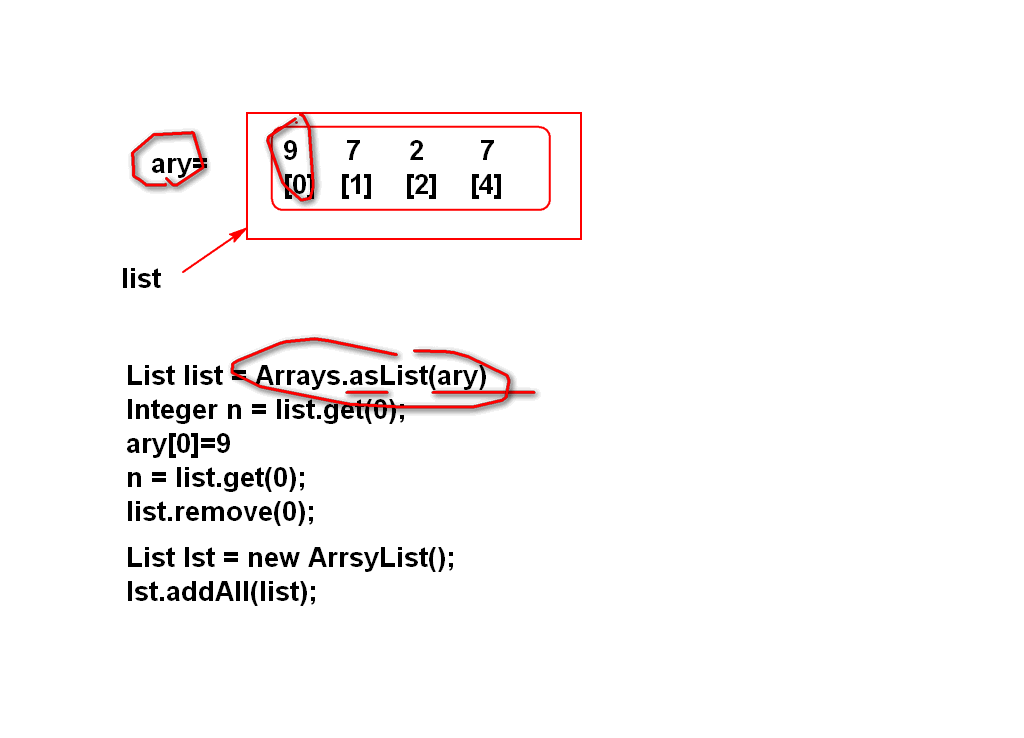 9 7 2 7
ary=
[0] [1] [2] [4]
list
List list = Arrays.asList(ary)
Integer n = list.get(0);
ary[0]=9
n = list.get(0);
list.remove(0);
List lst = new ArrsyList();
lst.addAll(list);